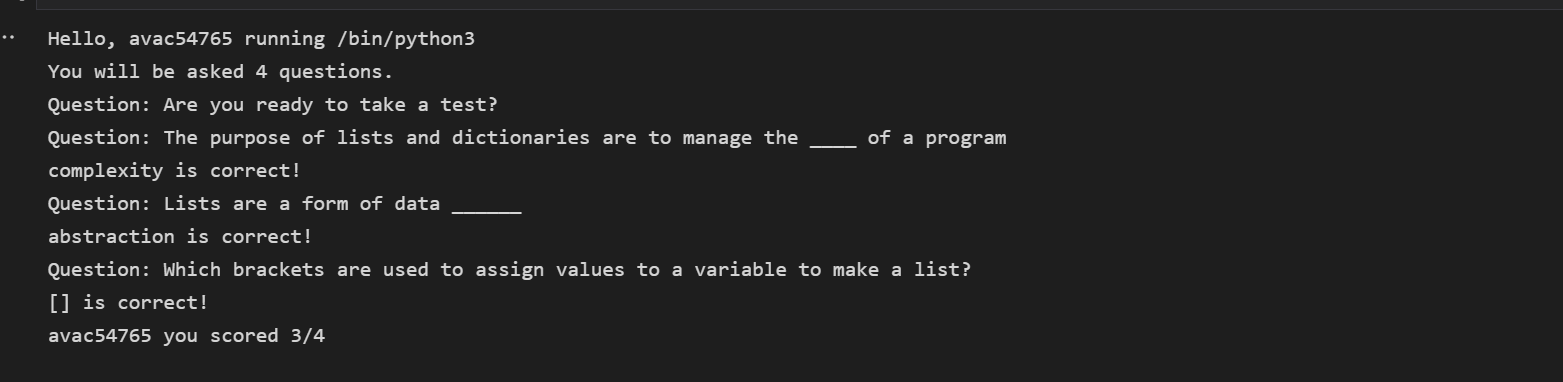 Hello, avac54765 running /bin/python3
You will be asked 4 questions.
Question: Are you ready to take a test?
Question: The purpose of lists and dictionaries are to manage the ____ of a program
complexity is correct!
Question: Lists are a form of data ______
abstraction is correct!
Question: Which brackets are used to assign values to a variable to make a list?
[] is correct!
avac54765 you scored 3/4